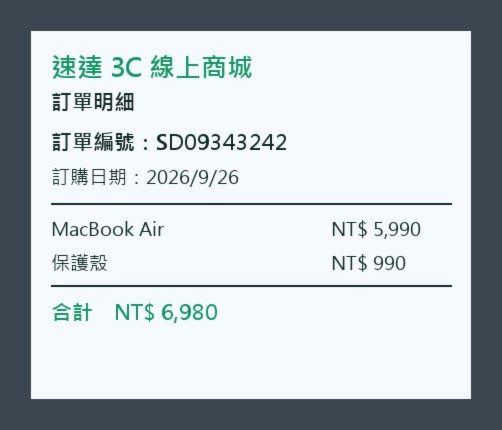 速達 3C 線上商城
訂單明細
訂單編號：SD09343242
訂購日期：2026/9/26
MacBook Air NT$ 5,990
保護殼 NT$ 990
合計 NT$ 6,980